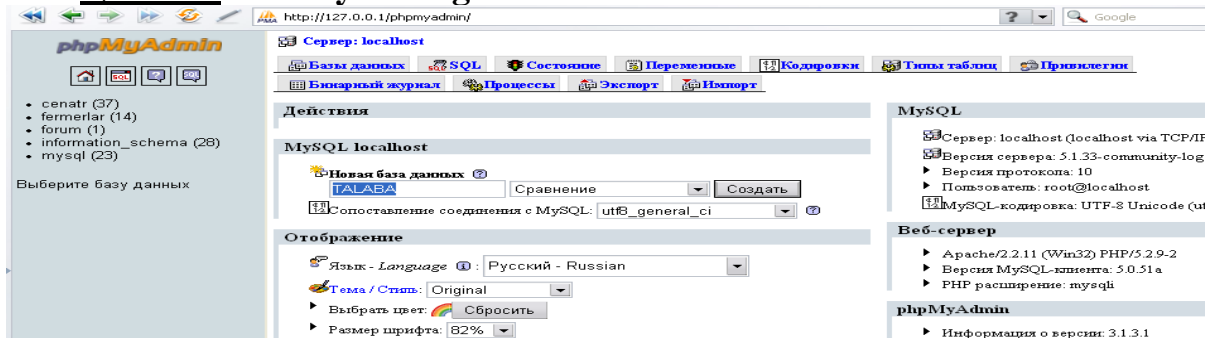 http://127.0.0.1/phpmyadmin/
? Google
phpMyAdmin
SQL
cenatr (37)
fermerlar (14)
forum (1)
information_schema (28)
mysql (23)
Выберите базу данных
Сервер: localhost
Базы данных SQL Состояние Переменные Кодировки Типы таблиц Привилегии
Бинарный журнал Процессы Экспорт Импорт
Действия
MySQL localhost
Новая база данных
TALABA Сравнение Создать
Сопоставление соединения с MySQL: utf8_general_ci
Отображение
Язык - Language : Русский - Russian
Тема / Стиль: Original
Выбрать цвет: Сбросить
Размер шрифта: 82%
MySQL
Сервер: localhost (localhost via TCP/IP
Версия сервера: 5.1.33-community-log
Версия протокола: 10
Пользователь: root@localhost
MySQL-кодировка: UTF-8 Unicode (ut
Веб-сервер
Apache/2.2.11 (Win32) PHP/5.2.9-2
Версия MySQL-клиента: 5.0.51a
PHP расширение: mysqli
phpMyAdmin
Информация о версии: 3.1.3.1